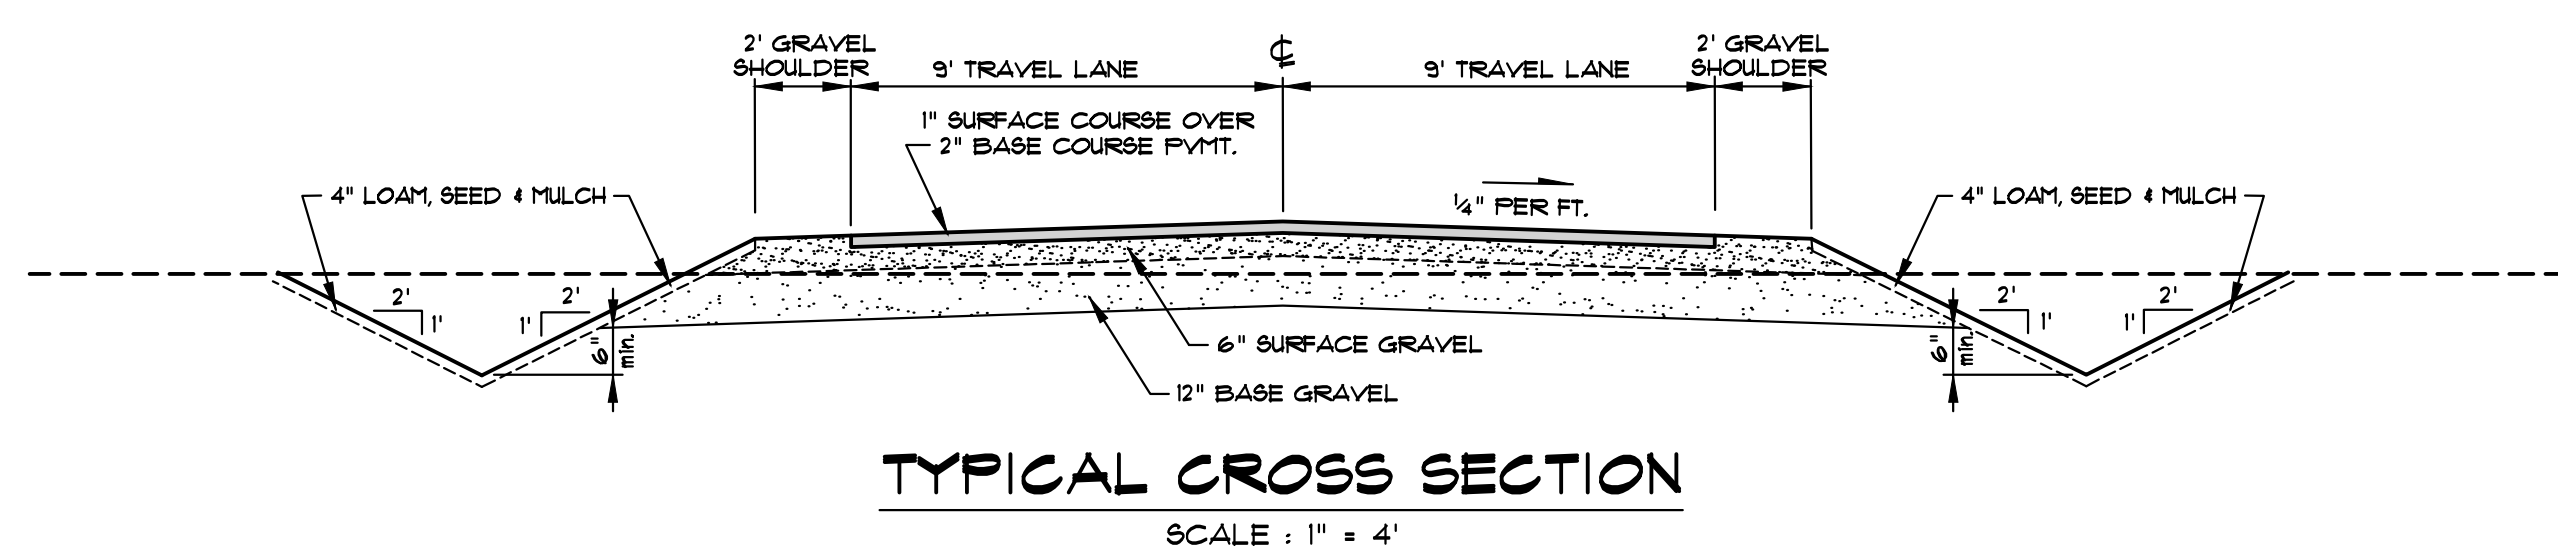 2' GRAVEL
SHOULDER
9' TRAVEL LANE
℄
9' TRAVEL LANE
2' GRAVEL
SHOULDER
1" SURFACE COURSE OVER
2" BASE COURSE PVMT.
4" LOAM, SEED & MULCH
1/4" PER FT.
4" LOAM, SEED & MULCH
2'
1'
2'
1'
6"
min.
2'
1'
2'
1'
6"
min.
6" SURFACE GRAVEL
12" BASE GRAVEL
TYPICAL CROSS SECTION
SCALE : 1" = 4'